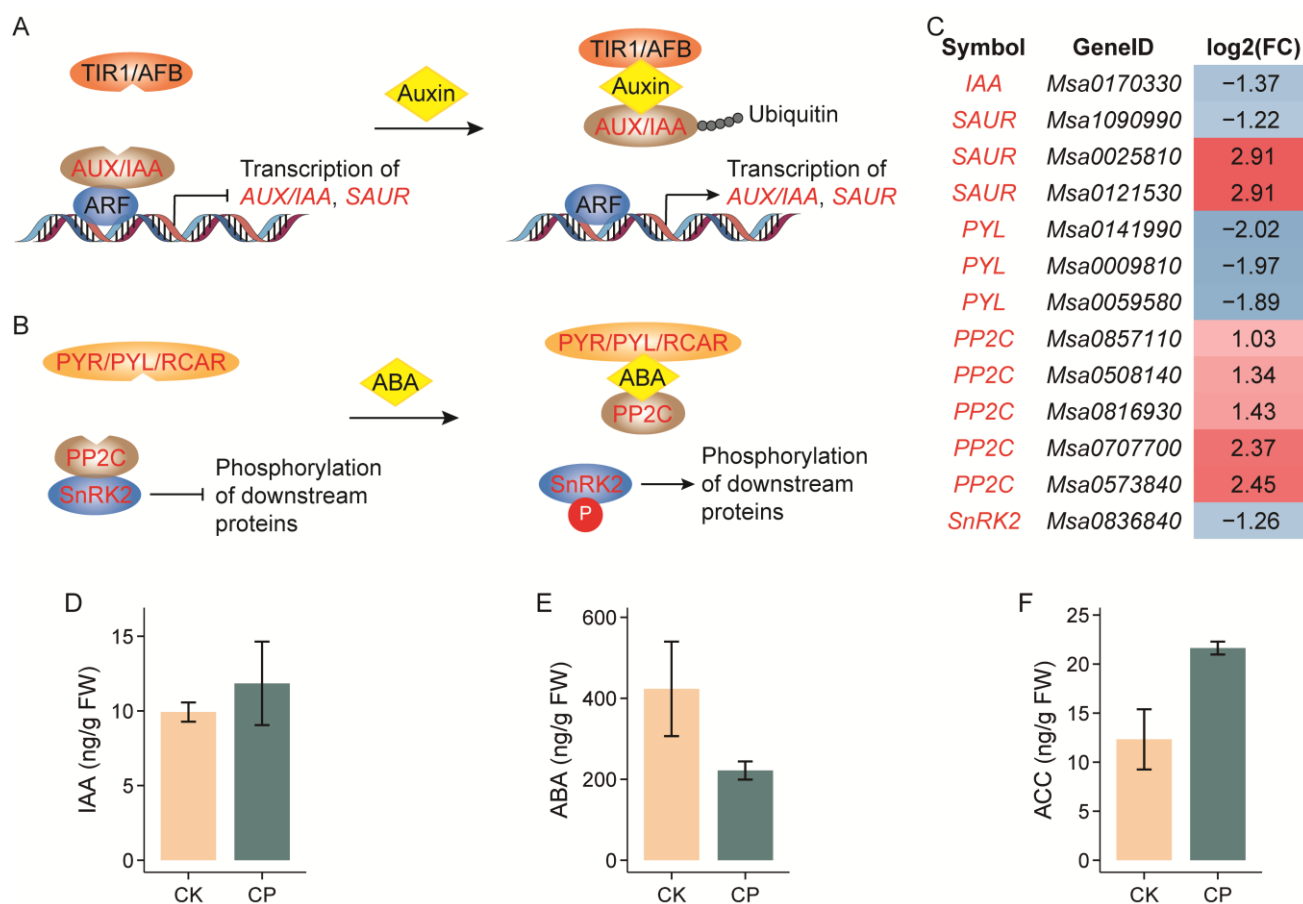 A
TIR1/AFB
AUX/IAA
ARF
Transcription of
AUX/IAA, SAUR
Auxin
TIR1/AFB
Auxin
AUX/IAA
Ubiquitin
ARF
Transcription of
AUX/IAA, SAUR
B
PYR/PYL/RCAR
PP2C
SnRK2
Phosphorylation
of downstream
proteins
ABA
PYR/PYL/RCAR
ABA
PP2C
SnRK2
P
Phosphorylation
of downstream
proteins
C
Symbol GeneID log2(FC)
IAA Msa0170330 −1.37
SAUR Msa1090990 −1.22
SAUR Msa0025810 2.91
SAUR Msa0121530 2.91
PYL Msa0141990 −2.02
PYL Msa0009810 −1.97
PYL Msa0059580 −1.89
PP2C Msa0857110 1.03
PP2C Msa0508140 1.34
PP2C Msa0816930 1.43
PP2C Msa0707700 2.37
PP2C Msa0573840 2.45
SnRK2 Msa0836840 −1.26
D
IAA (ng/g FW)
15
10
5
0
CK CP
E
ABA (ng/g FW)
600
400
200
0
CK CP
F
ACC (ng/g FW)
25
20
15
10
5
0
CK CP